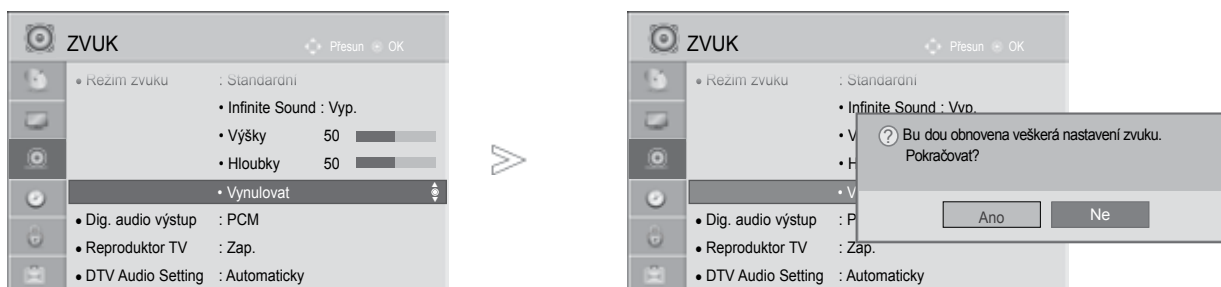 ZVUK
Přesun OK
• Režim zvuku : Standardní
• Infinite Sound : Vyp.
• Výšky 50
• Hloubky 50
• Vynulovat
• Dig. audio výstup : PCM
• Reproduktor TV : Zap.
• DTV Audio Setting : Automaticky
ZVUK
Přesun OK
• Režim zvuku : Standardní
• Infinite Sound : Vyp.
• V
• H
• V
• Dig. audio výstup : P
• Reproduktor TV : Zap.
• DTV Audio Setting : Automaticky
? Bu dou obnovena veškerá nastavení zvuku.
Pokračovat?
Ano Ne